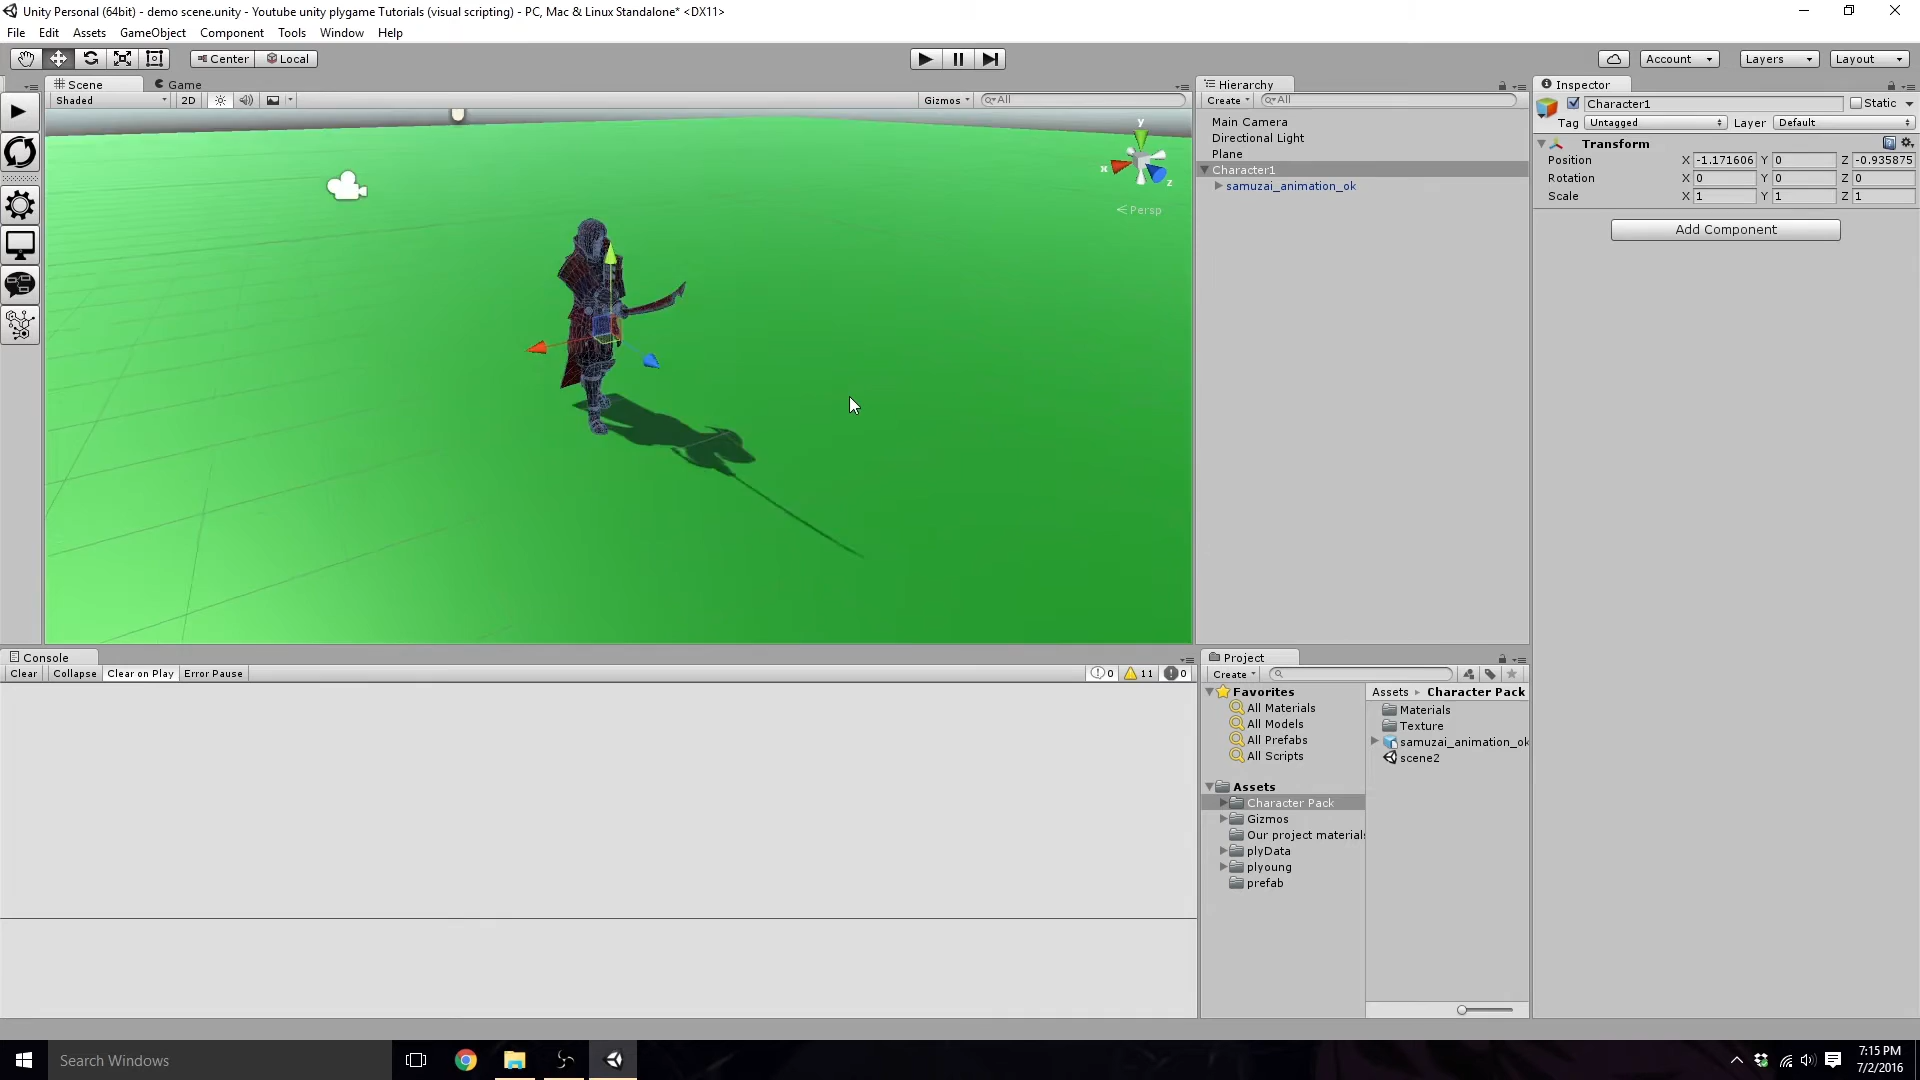 Unity Personal (64bit) - demo scene.unity - Youtube unity plygame Tutorials (visual scripting) - PC, Mac & Linux Standalone* <DX11>
File Edit Assets GameObject Component Tools Window Help
Center Local Account Layers Layout
Scene Game Hierarchy Inspector
Shaded 2D Gizmos All Create All Character1 Static
Tag Untagged Layer Default
Main Camera
Directional Light
Plane
Character1
samuzai_animation_ok
Transform
Position X -1.171606 Y 0 Z -0.935875
Rotation X 0 Y 0 Z 0
Scale X 1 Y 1 Z 1
Add Component
y
x
z
Persp
Console
Clear Collapse Clear on Play Error Pause 0 11 0
Project
Create
Favorites
All Materials
All Models
All Prefabs
All Scripts
Assets
Character Pack
Gizmos
Our project materials
plyData
plyoung
prefab
Assets Character Pack
Materials
Texture
samuzai_animation_ok
scene2
Search Windows
7:15 PM
7/2/2016